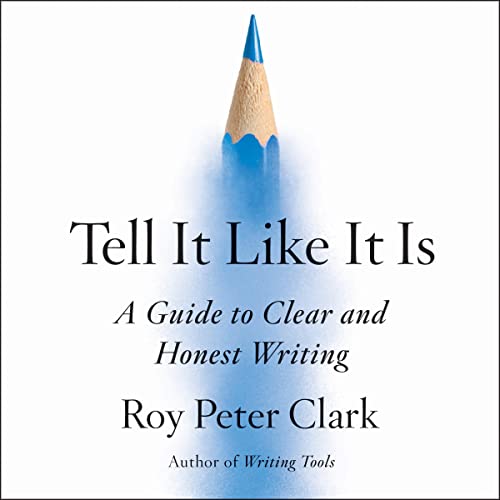 Tell It Like It Is
A Guide to Clear and
Honest Writing
Roy Peter Clark
Author of Writing Tools